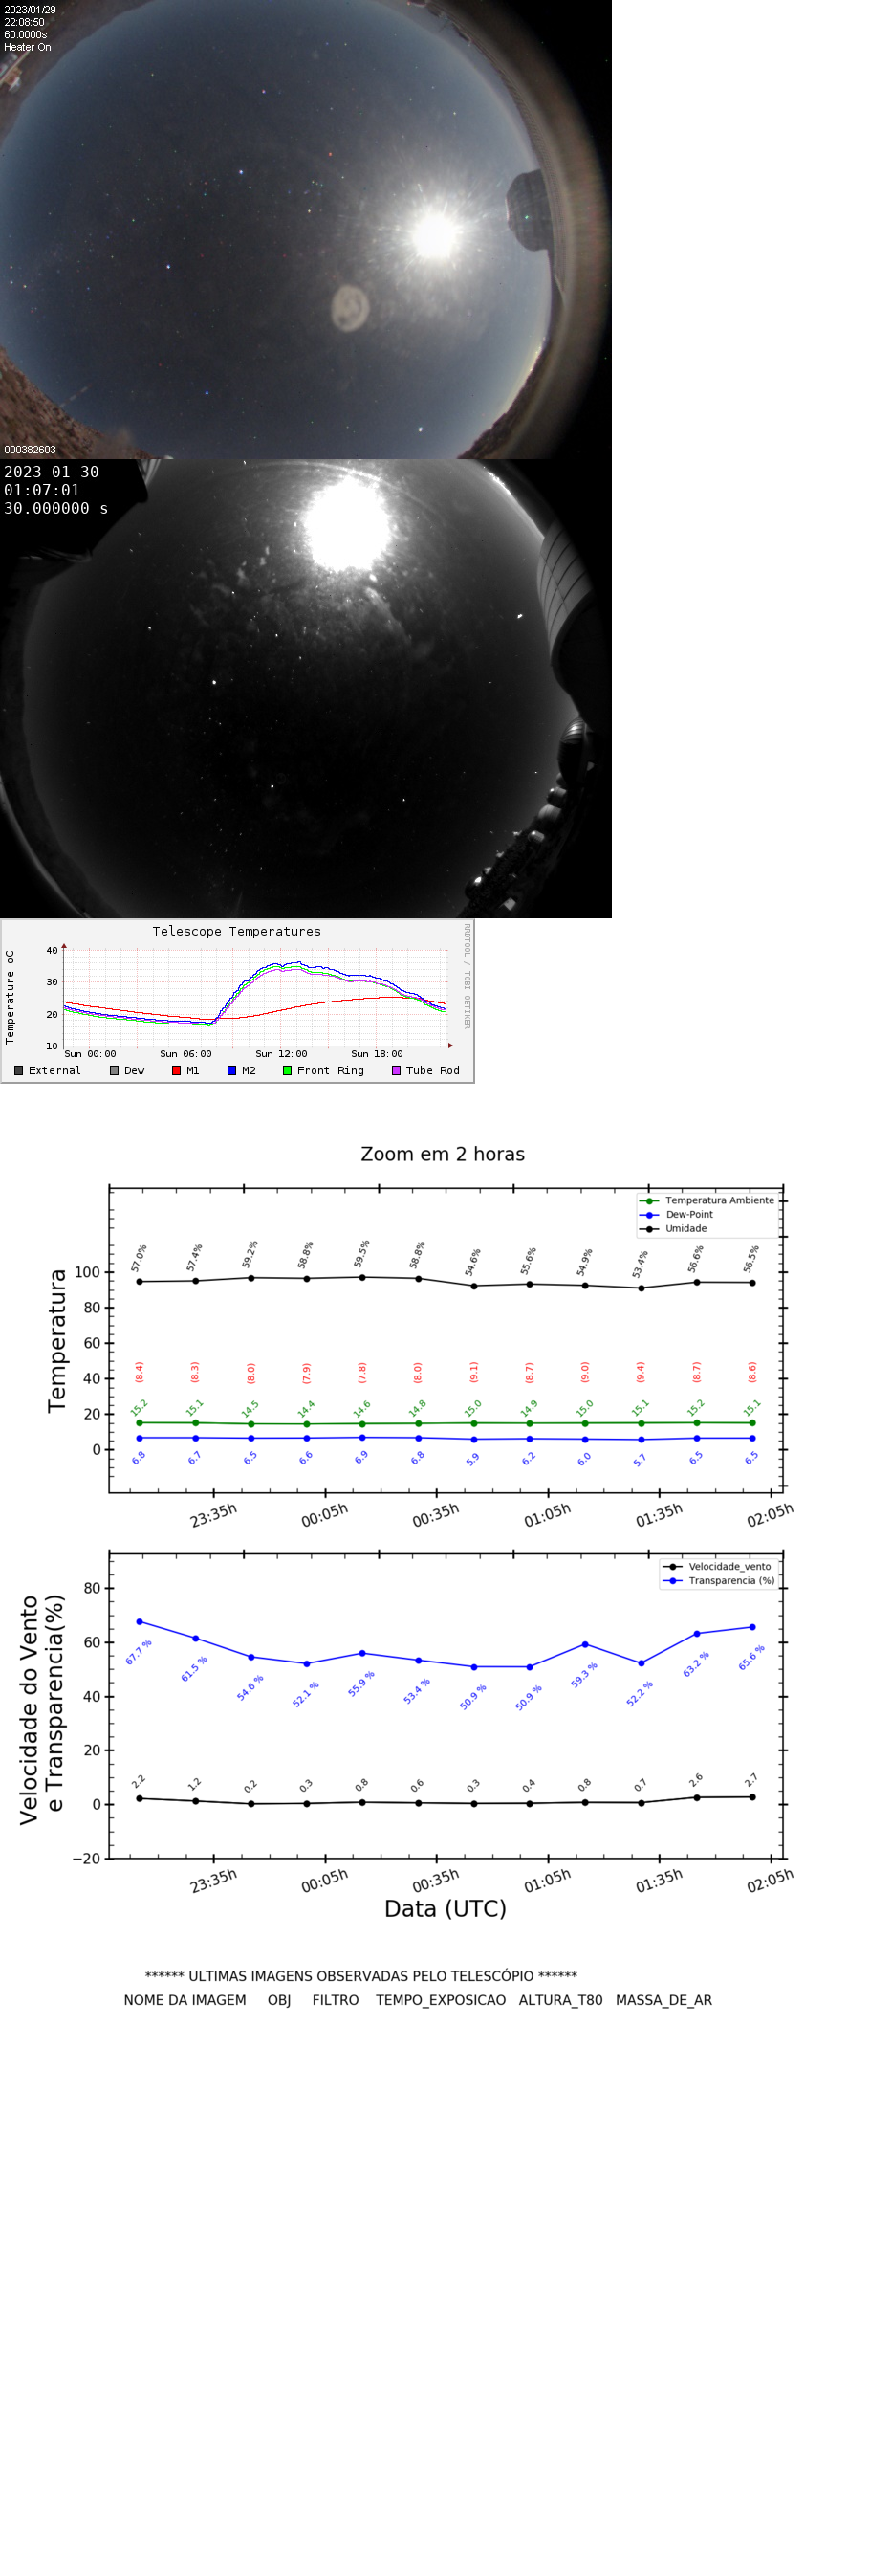 2023/01/29
22:08:50
60.0000s
Heater On
000382603
2023-01-30
01:07:01
30.000000 s
Telescope Temperatures
Temperature oC
RRDTOOL / TOBI OETIKER
40
30
20
10
Sun 00:00 Sun 06:00 Sun 12:00 Sun 18:00
External Dew M1 M2 Front Ring Tube Rod
Zoom em 2 horas
Temperatura
Temperatura Ambiente
Dew-Point
Umidade
57.0% 57.4% 59.2% 58.8% 59.5% 58.8% 54.6% 55.6% 54.9% 53.4% 56.6% 56.5%
100
80
60
40
20
0
(8.4) (8.3) (8.0) (7.9) (7.8) (8.0) (9.1) (8.7) (9.0) (9.4) (8.7) (8.6)
15.2 15.1 14.5 14.4 14.6 14.8 15.0 14.9 15.0 15.1 15.2 15.1
6.8 6.7 6.5 6.6 6.9 6.8 5.9 6.2 6.0 5.7 6.5 6.5
23:35h 00:05h 00:35h 01:05h 01:35h 02:05h
Velocidade do Vento
e Transparencia(%)
Velocidade_vento
Transparencia (%)
80
60
40
20
0
−20
67.7 % 61.5 % 54.6 % 52.1 % 55.9 % 53.4 % 50.9 % 50.9 % 59.3 % 52.2 % 63.2 % 65.6 %
2.2 1.2 0.2 0.3 0.8 0.6 0.3 0.4 0.8 0.7 2.6 2.7
23:35h 00:05h 00:35h 01:05h 01:35h 02:05h
Data (UTC)
****** ULTIMAS IMAGENS OBSERVADAS PELO TELESCÓPIO ******
NOME DA IMAGEM OBJ FILTRO TEMPO_EXPOSICAO ALTURA_T80 MASSA_DE_AR